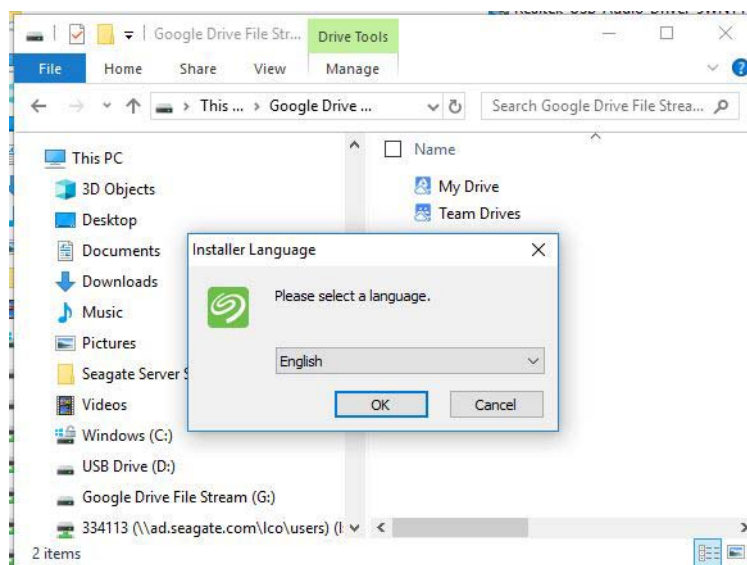 Google Drive File Str...
Drive Tools
File
Home
Share
View
Manage
This ... > Google Drive ...
Search Google Drive File Strea...
This PC
3D Objects
Desktop
Documents
Downloads
Music
Pictures
Seagate Server S
Videos
Windows (C:)
USB Drive (D:)
Google Drive File Stream (G:)
334113 (\\ad.seagate.com\lco\users) (
2 items
Name
My Drive
Team Drives
Installer Language
Please select a language.
English
OK
Cancel